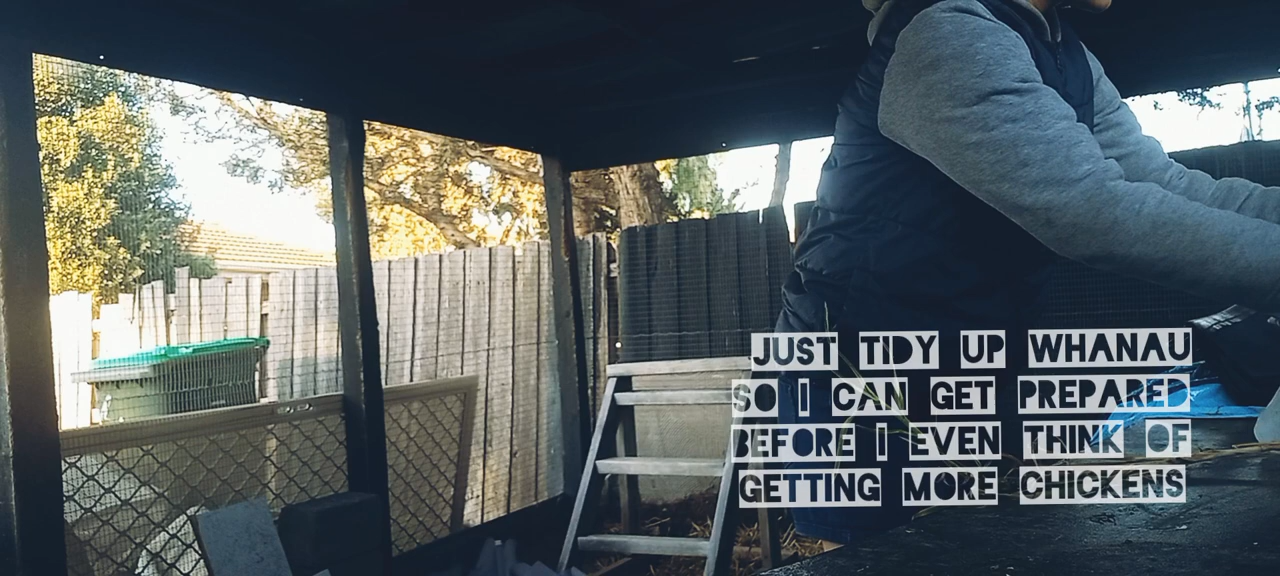 JUST TIDY UP WHANAU
SO I CAN GET PREPARED
BEFORE I EVEN THINK OF
GETTING MORE CHICKENS